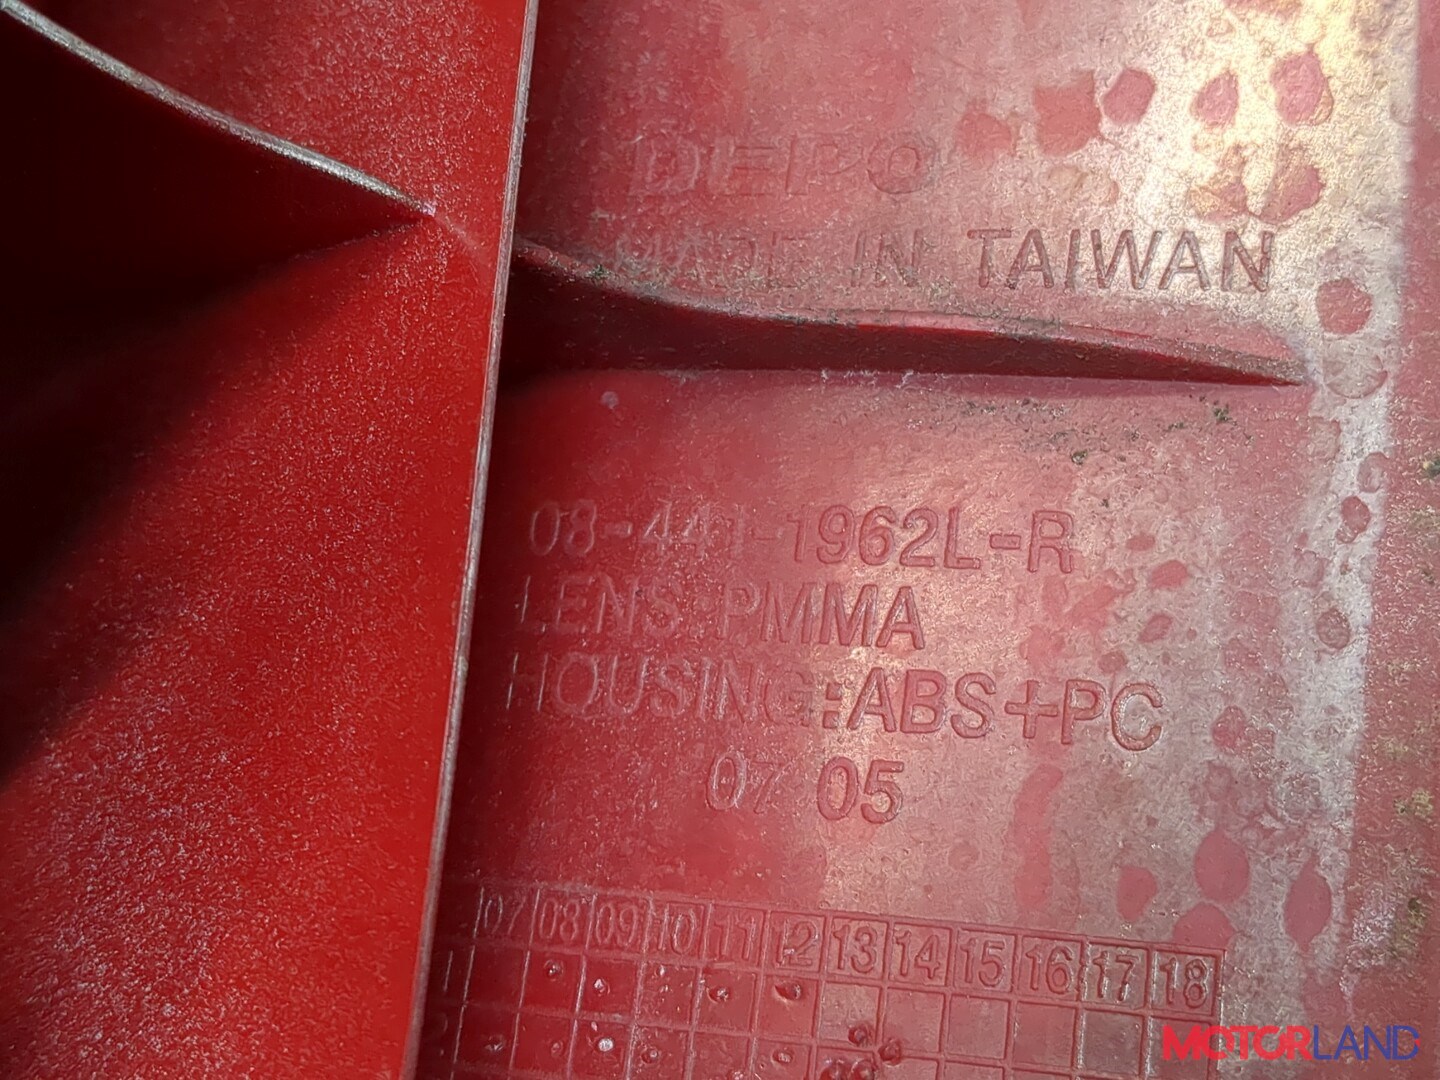 DEPO
MADE IN TAIWAN
08-441-1962L-R
LENS:PMMA
HOUSING:ABS+PC
07 05
07 08 09 10 11 12 13 14 15 16 17 18
MOTORLAND